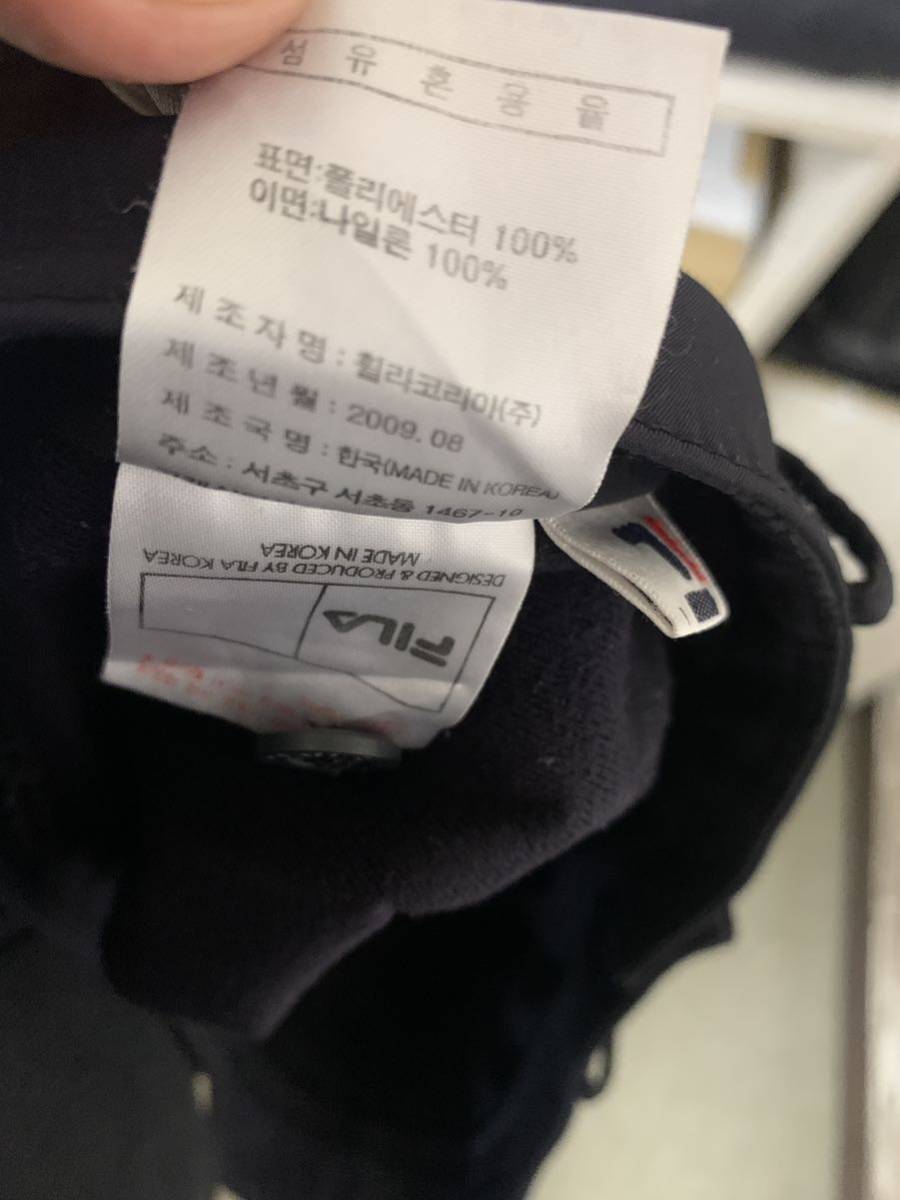 섬 유 혼 용 율
표면:폴리에스터 100%
이면:나일론 100%
제 조 자 명 : 휠라코리아(주)
제 조 년 월 : 2009. 08
제 조 국 명 : 한국(MADE IN KOREA)
주소 : 서초구 서초동 1467-10
FILA
DESIGNED & PRODUCED BY FILA KOREA
MADE IN KOREA